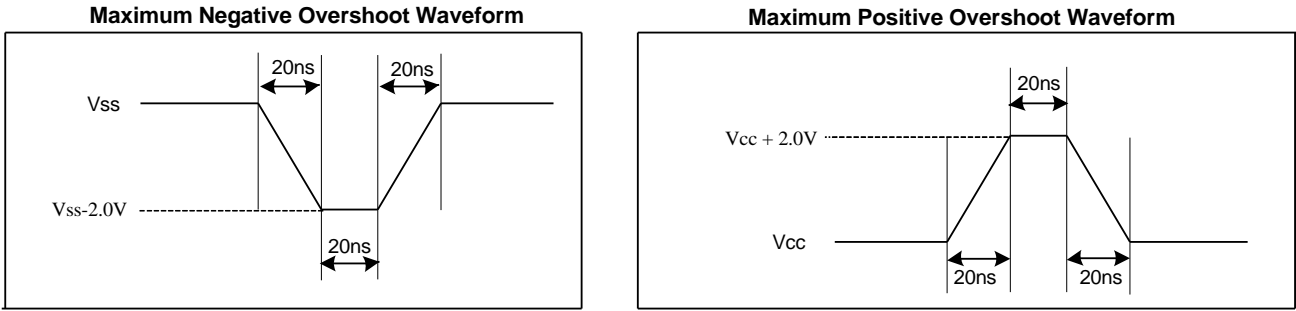 Maximum Negative Overshoot Waveform
20ns
20ns
Vss
Vss-2.0V
20ns
Maximum Positive Overshoot Waveform
20ns
Vcc + 2.0V
Vcc
20ns
20ns